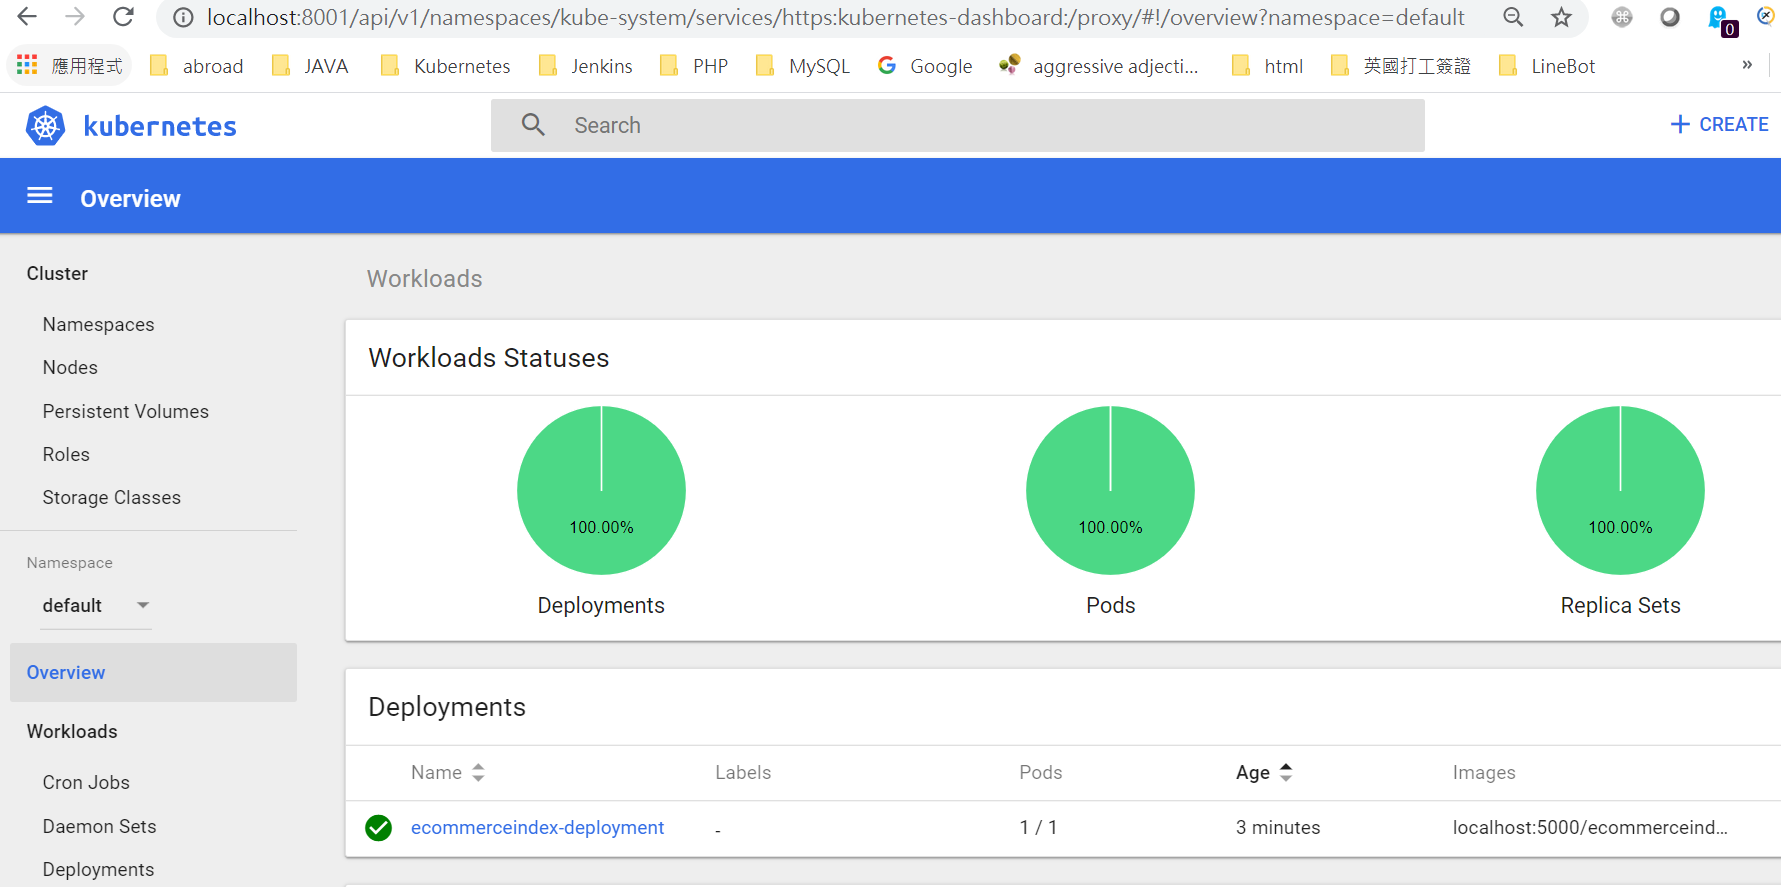 localhost:8001/api/v1/namespaces/kube-system/services/https:kubernetes-dashboard:/proxy/#!/overview?namespace=default
0
應用程式 abroad JAVA Kubernetes Jenkins PHP MySQL Google aggressive adjecti... html 英國打工簽證 LineBot »
kubernetes Search + CREATE
Overview
Cluster
Namespaces
Nodes
Persistent Volumes
Roles
Storage Classes
Namespace
default
Overview
Workloads
Cron Jobs
Daemon Sets
Deployments
Workloads
Workloads Statuses
100.00% 100.00% 100.00%
Deployments Pods Replica Sets
Deployments
Name Labels Pods Age Images
ecommerceindex-deployment - 1 / 1 3 minutes localhost:5000/ecommerceind...